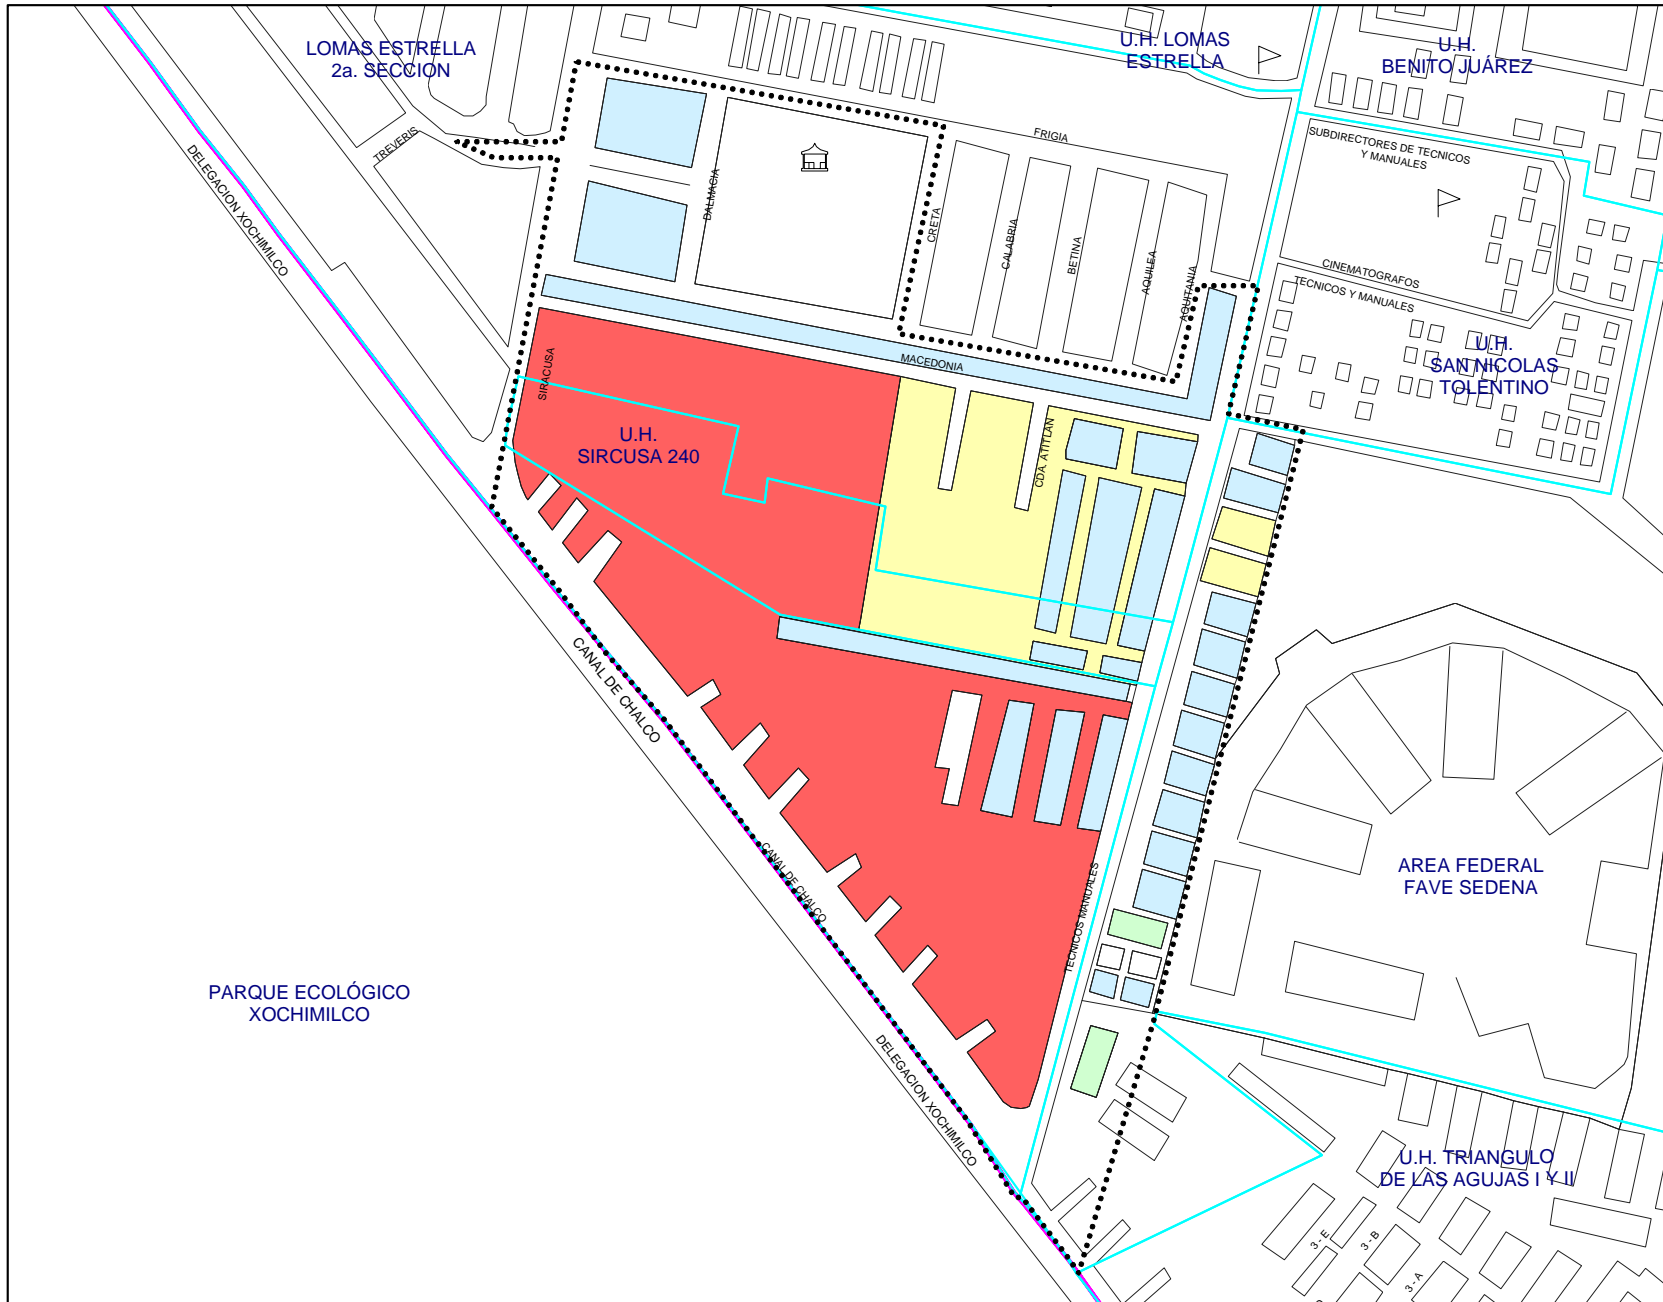 LOMAS ESTRELLA
2a. SECCION
U.H. LOMAS
ESTRELLA
U.H.
BENITO JUÁREZ
TREVERIS
DELEGACION XOCHIMILCO
DALMACIA
FRIGIA
SUBDIRECTORES DE TECNICOS
Y MANUALES
CRETA
CALABRIA
BETINA
AQUILEA
AQUITANIA
CINEMATOGRAFOS
TECNICOS Y MANUALES
MACEDONIA
U.H.
SAN NICOLAS
TOLENTINO
SIRACUSA
U.H.
SIRCUSA 240
CDA. ATITLAN
CANAL DE CHALCO
CANAL DE CHALCO
TECNICOS MANUALES
AREA FEDERAL
FAVE SEDENA
PARQUE ECOLÓGICO
XOCHIMILCO
DELEGACION XOCHIMILCO
U.H. TRIANGULO
DE LAS AGUJAS I Y II
3 - E
3 - B
3 - A